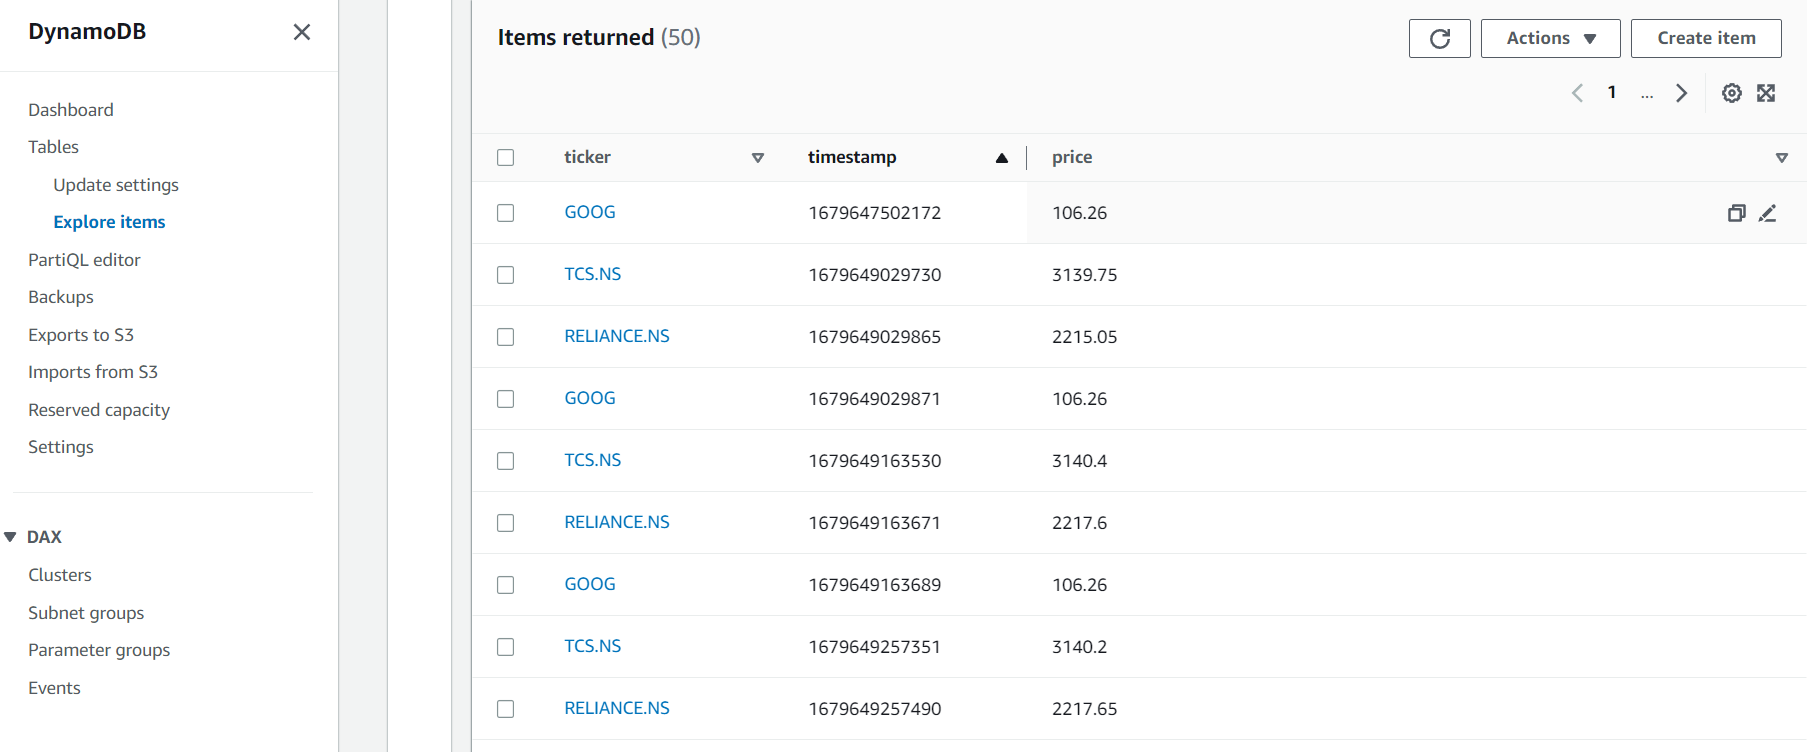 DynamoDB
Dashboard
Tables
Update settings
Explore items
PartiQL editor
Backups
Exports to S3
Imports from S3
Reserved capacity
Settings
DAX
Clusters
Subnet groups
Parameter groups
Events
Items returned (50)
Actions
Create item
1 ...
ticker timestamp price
GOOG 1679647502172 106.26
TCS.NS 1679649029730 3139.75
RELIANCE.NS 1679649029865 2215.05
GOOG 1679649029871 106.26
TCS.NS 1679649163530 3140.4
RELIANCE.NS 1679649163671 2217.6
GOOG 1679649163689 106.26
TCS.NS 1679649257351 3140.2
RELIANCE.NS 1679649257490 2217.65